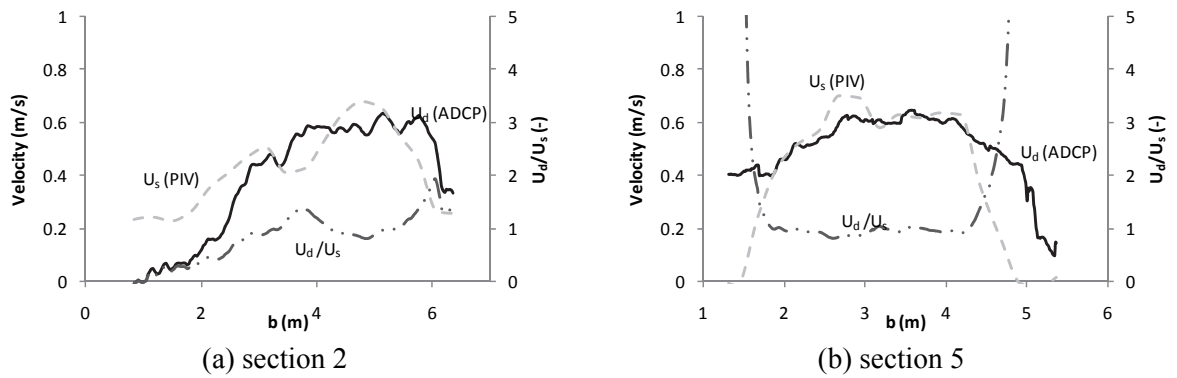 1
0.8
0.6
0.4
0.2
0
Velocity (m/s)
5
4
3
2
1
0
U_d/U_s (-)
U_d (ADCP)
U_s (PIV)
U_d/U_s
0 2 4 6
b (m)
(a) section 2
1
0.8
0.6
0.4
0.2
0
Velocity (m/s)
5
4
3
2
1
0
U_d/U_s (-)
U_s (PIV)
U_d (ADCP)
U_d/U_s
1 2 3 4 5 6
b (m)
(b) section 5